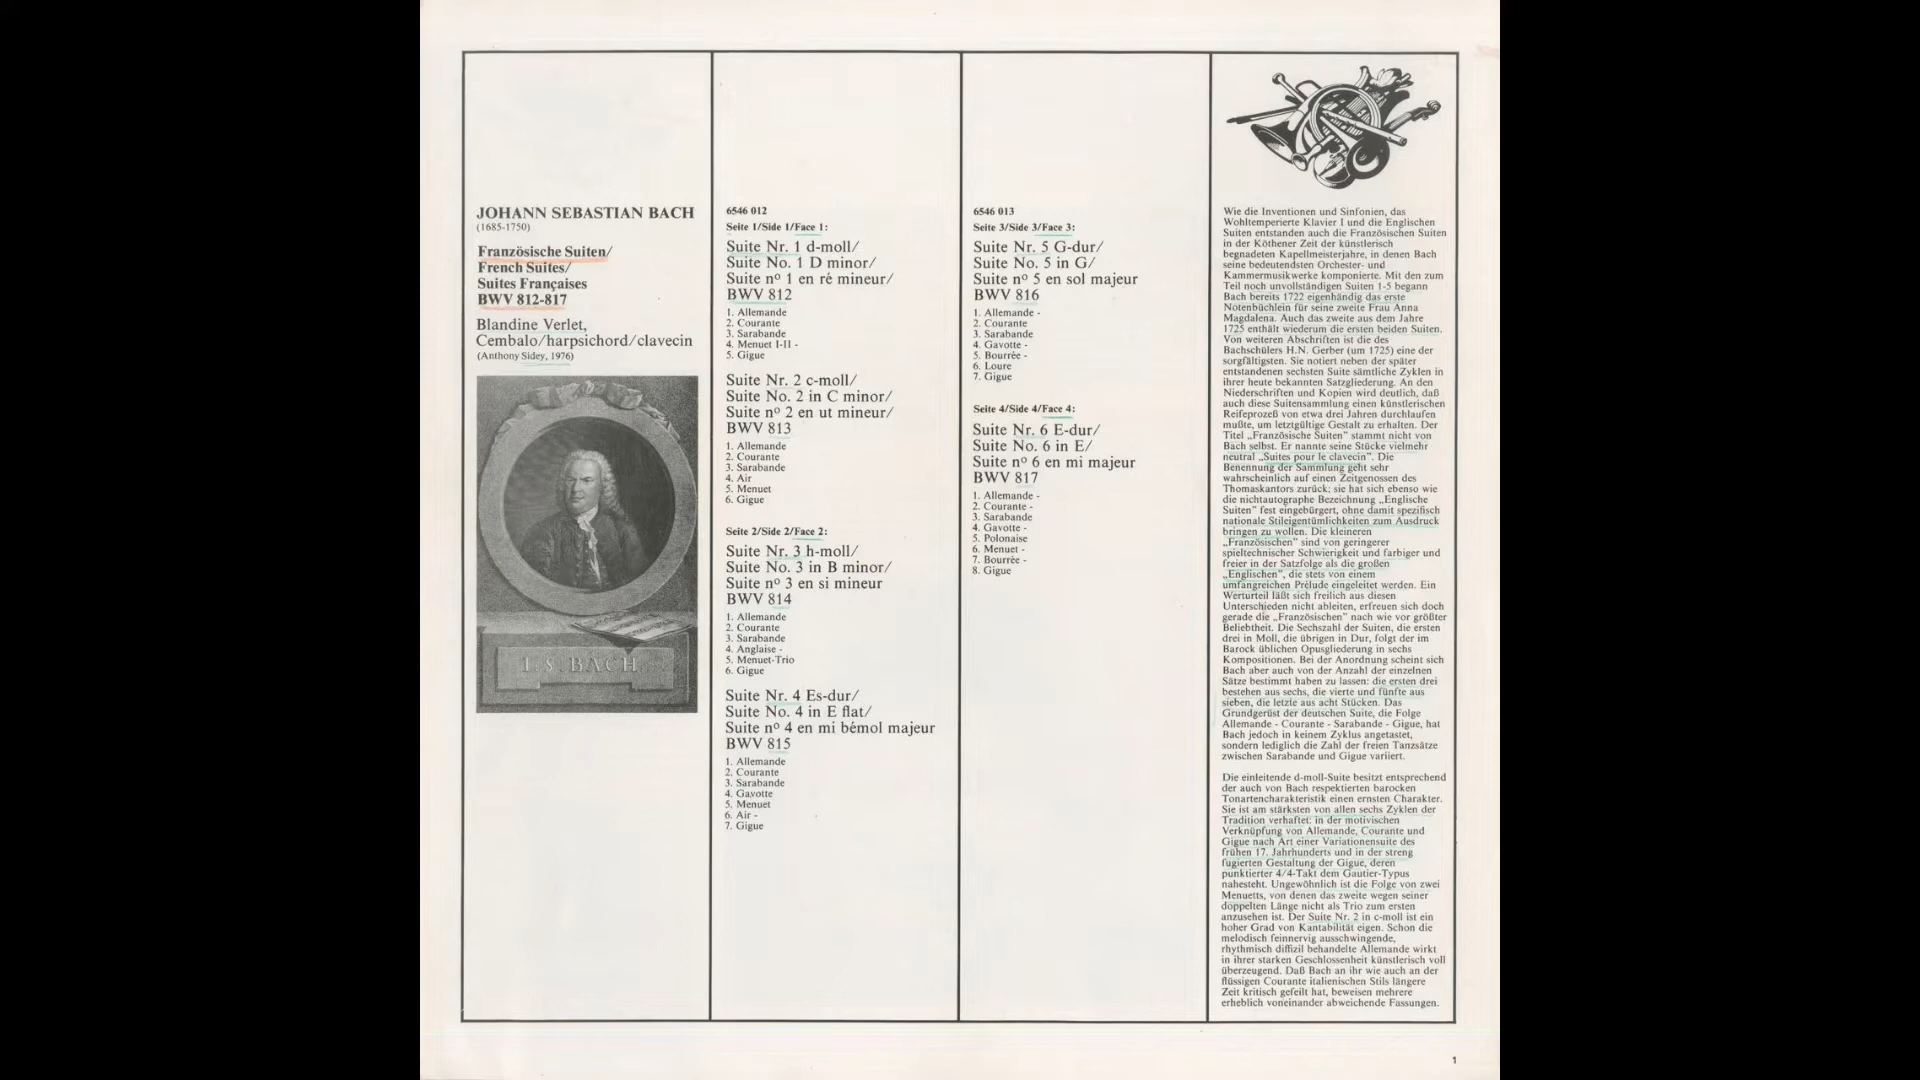 JOHANN SEBASTIAN BACH
(1685-1750)
Französische Suiten/
French Suites/
Suites Françaises
BWV 812-817
Blandine Verlet,
Cembalo/harpsichord/clavecin
(Anthony Sidey, 1976)
I. S. BACH.
6546 012
Seite 1/Side 1/Face 1:
Suite Nr. 1 d-moll/
Suite No. 1 D minor/
Suite nº 1 en ré mineur/
BWV 812
1. Allemande
2. Courante
3. Sarabande
4. Menuet I-II -
5. Gigue
Suite Nr. 2 c-moll/
Suite No. 2 in C minor/
Suite nº 2 en ut mineur/
BWV 813
1. Allemande
2. Courante
3. Sarabande
4. Air
5. Menuet
6. Gigue
Seite 2/Side 2/Face 2:
Suite Nr. 3 h-moll/
Suite No. 3 in B minor/
Suite nº 3 en si mineur
BWV 814
1. Allemande
2. Courante
3. Sarabande
4. Anglaise -
5. Menuet-Trio
6. Gigue
Suite Nr. 4 Es-dur/
Suite No. 4 in E flat/
Suite nº 4 en mi bémol majeur
BWV 815
1. Allemande
2. Courante
3. Sarabande
4. Gavotte
5. Menuet
6. Air -
7. Gigue
6546 013
Seite 3/Side 3/Face 3:
Suite Nr. 5 G-dur/
Suite No. 5 in G/
Suite nº 5 en sol majeur
BWV 816
1. Allemande -
2. Courante
3. Sarabande
4. Gavotte -
5. Bourrée -
6. Loure
7. Gigue
Seite 4/Side 4/Face 4:
Suite Nr. 6 E-dur/
Suite No. 6 in E/
Suite nº 6 en mi majeur
BWV 817
1. Allemande -
2. Courante -
3. Sarabande
4. Gavotte -
5. Polonaise
6. Menuet -
7. Bourrée -
8. Gigue
Wie die Inventionen und Sinfonien, das
Wohltemperierte Klavier I und die Englischen
Suiten entstanden auch die Französischen Suiten
in der Köthener Zeit der künstlerisch
begnadeten Kapellmeisterjahre, in denen Bach
seine bedeutendsten Orchester- und
Kammermusikwerke komponierte. Mit den zum
Teil noch unvollständigen Suiten 1-5 begann
Bach bereits 1722 eigenhändig das erste
Notenbüchlein für seine zweite Frau Anna
Magdalena. Auch das zweite aus dem Jahre
1725 enthält wiederum die ersten beiden Suiten.
Von weiteren Abschriften ist die des
Bachschülers H.N. Gerber (um 1725) eine der
sorgfältigsten. Sie notiert neben der später
entstandenen sechsten Suite sämtliche Zyklen in
ihrer heute bekannten Satzgliederung. An den
Niederschriften und Kopien wird deutlich, daß
auch diese Suitensammlung einen künstlerischen
Reifeprozeß von etwa drei Jahren durchlaufen
mußte, um letztgültige Gestalt zu erhalten. Der
Titel „Französische Suiten” stammt nicht von
Bach selbst. Er nannte seine Stücke vielmehr
neutral „Suites pour le clavecin”. Die
Benennung der Sammlung geht sehr
wahrscheinlich auf einen Zeitgenossen des
Thomaskantors zurück; sie hat sich ebenso wie
die nichtautographe Bezeichnung „Englische
Suiten” fest eingebürgert, ohne damit spezifisch
nationale Stileigentümlichkeiten zum Ausdruck
bringen zu wollen. Die kleineren
„Französischen” sind von geringerer
spieltechnischer Schwierigkeit und farbiger und
freier in der Satzfolge als die großen
„Englischen”, die stets von einem
umfangreichen Prélude eingeleitet werden. Ein
Werturteil läßt sich freilich aus diesen
Unterschieden nicht ableiten, erfreuen sich doch
gerade die „Französischen” nach wie vor größter
Beliebtheit. Die Sechszahl der Suiten, die ersten
drei in Moll, die übrigen in Dur, folgt der im
Barock üblichen Opusgliederung in sechs
Kompositionen. Bei der Anordnung scheint sich
Bach aber auch von der Anzahl der einzelnen
Sätze bestimmt haben zu lassen: die ersten drei
bestehen aus sechs, die vierte und fünfte aus
sieben, die letzte aus acht Stücken. Das
Grundgerüst der deutschen Suite, die Folge
Allemande - Courante - Sarabande - Gigue, hat
Bach jedoch in keinem Zyklus angetastet,
sondern lediglich die Zahl der freien Tanzsätze
zwischen Sarabande und Gigue variiert.
Die einleitende d-moll-Suite besitzt entsprechend
der auch von Bach respektierten barocken
Tonartencharakteristik einen ernsten Charakter.
Sie ist am stärksten von allen sechs Zyklen der
Tradition verhaftet: in der motivischen
Verknüpfung von Allemande, Courante und
Gigue nach Art einer Variationensuite des
frühen 17. Jahrhunderts und in der streng
fugierten Gestaltung der Gigue, deren
punktierter 4/4-Takt dem Gautier-Typus
nahesteht. Ungewöhnlich ist die Folge von zwei
Menuetts, von denen das zweite wegen seiner
doppelten Länge nicht als Trio zum ersten
anzusehen ist. Der Suite Nr. 2 in c-moll ist ein
hoher Grad von Kantabilität eigen. Schon die
melodisch feinnervig ausschwingende,
rhythmisch diffizil behandelte Allemande wirkt
in ihrer starken Geschlossenheit künstlerisch voll
überzeugend. Daß Bach an ihr wie auch an der
flüssigen Courante italienischen Stils längere
Zeit kritisch gefeilt hat, beweisen mehrere
erheblich voneinander abweichende Fassungen.
1